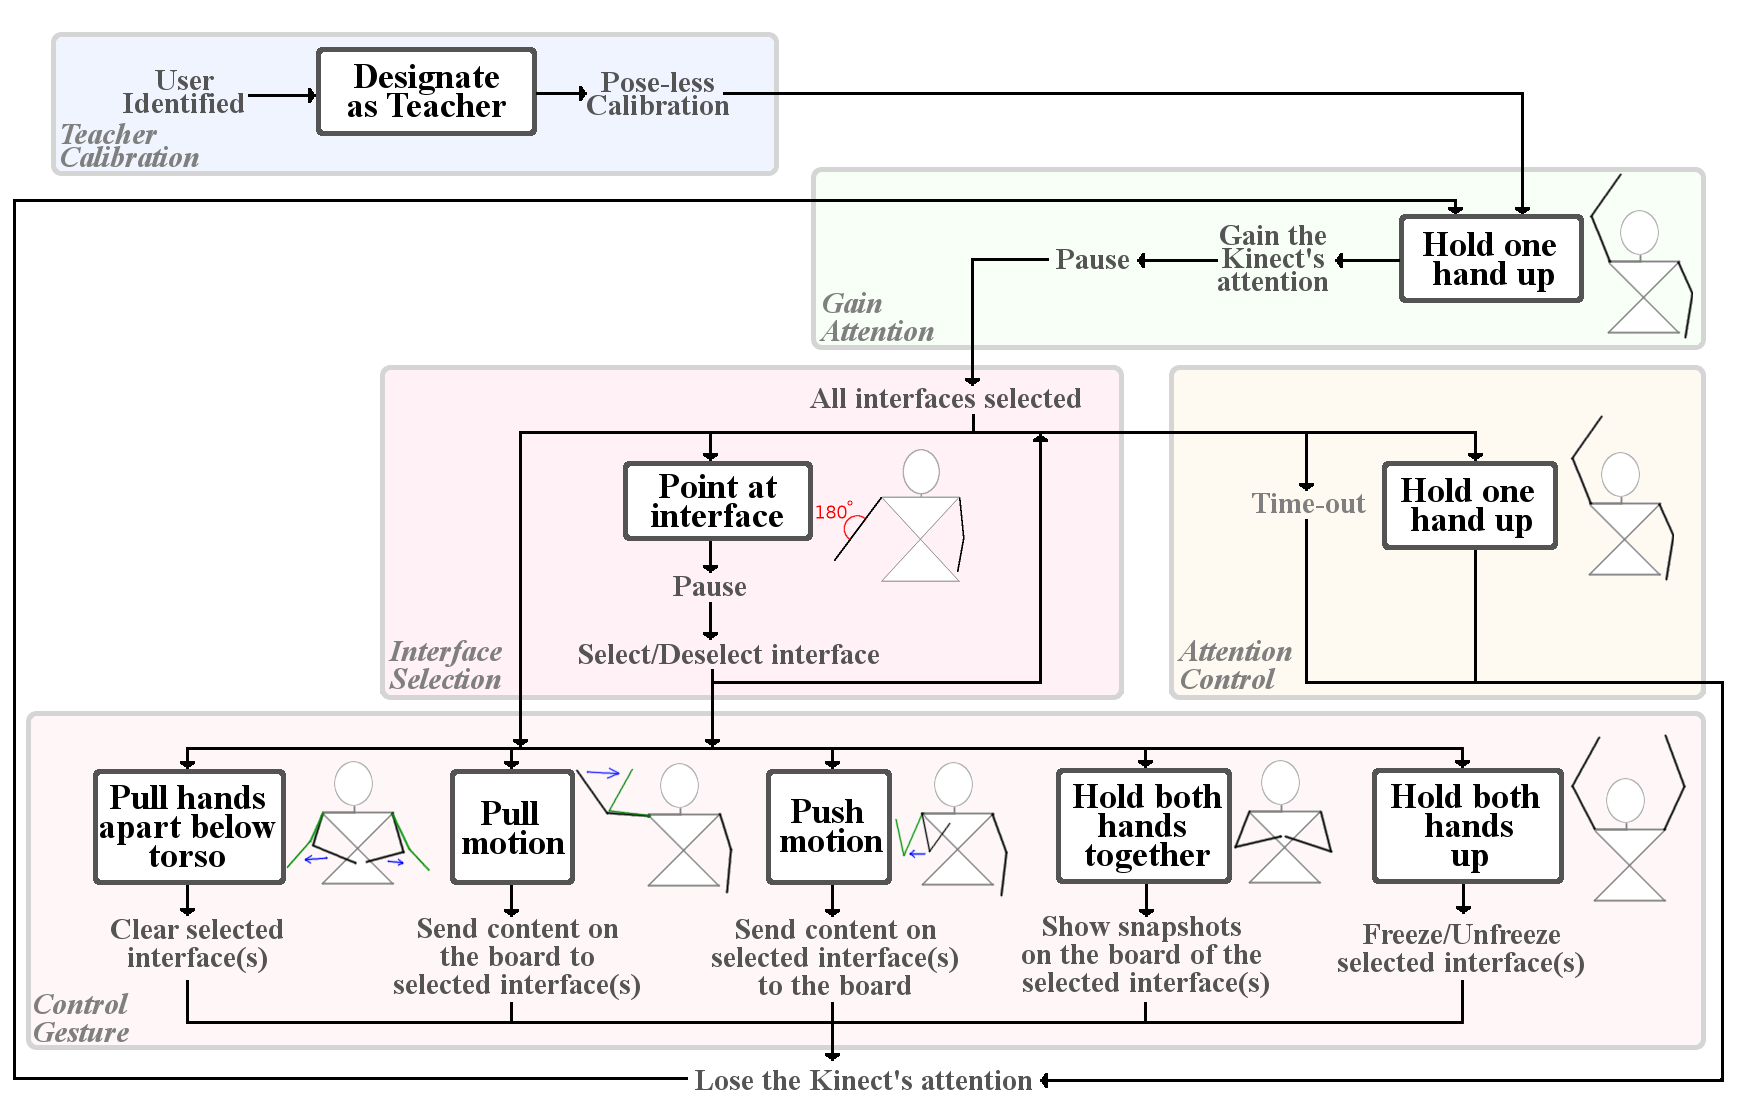 User
Identified
Designate
as Teacher
Pose-less
Calibration
Teacher
Calibration
Hold one
hand up
Gain the
Kinect's
attention
Pause
Gain
Attention
All interfaces selected
Point at
interface
180°
Pause
Select/Deselect interface
Interface
Selection
Time-out
Hold one
hand up
Attention
Control
Pull hands
apart below
torso
Pull
motion
Push
motion
Hold both
hands
together
Hold both
hands
up
Clear selected
interface(s)
Send content on
the board to
selected interface(s)
Send content on
selected interface(s)
to the board
Show snapshots
on the board of the
selected interface(s)
Freeze/Unfreeze
selected interface(s)
Control
Gesture
Lose the Kinect's attention